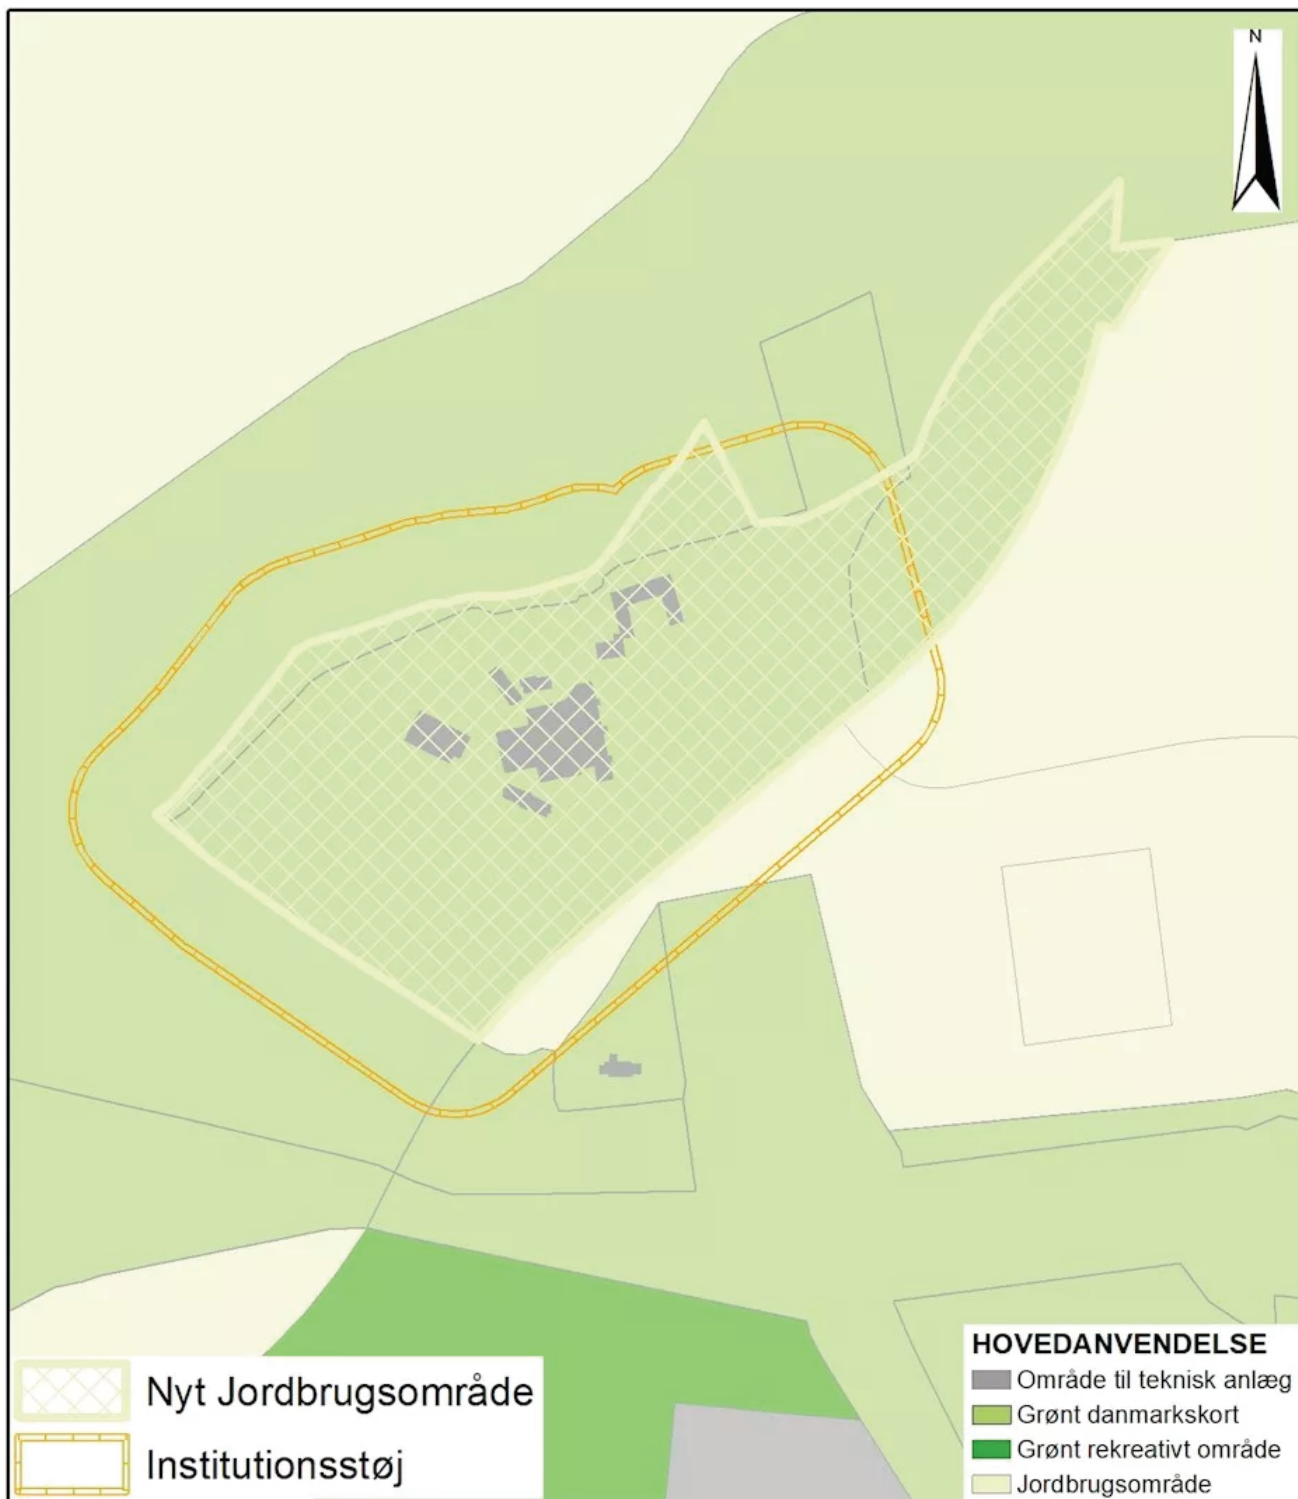 N
Nyt Jordbrugsområde
Institutionsstøj
HOVEDANVENDELSE
Område til teknisk anlæg
Grønt danmarkskort
Grønt rekreativt område
Jordbrugsområde